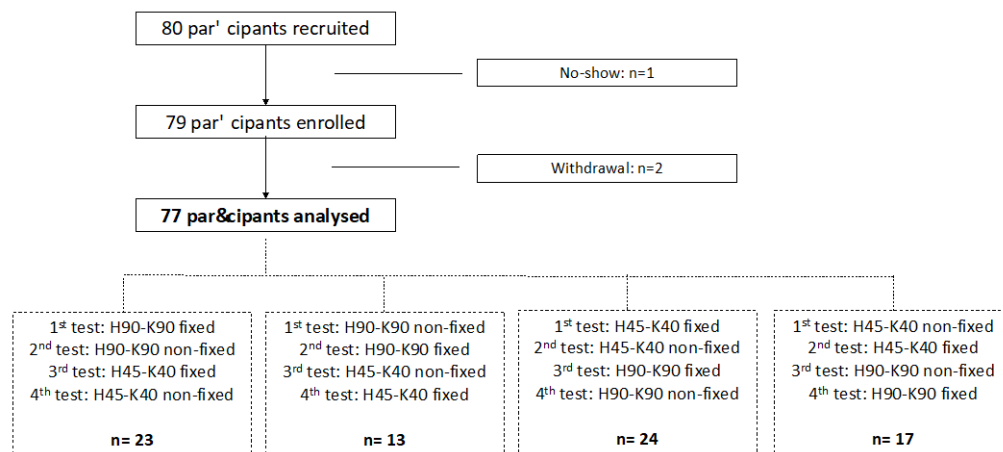 80 par' cipants recruited
No-show: n=1
79 par' cipants enrolled
Withdrawal: n=2
77 par&cipants analysed
1st test: H90-K90 fixed
2nd test: H90-K90 non-fixed
3rd test: H45-K40 fixed
4th test: H45-K40 non-fixed
n= 23
1st test: H90-K90 non-fixed
2nd test: H90-K90 fixed
3rd test: H45-K40 non-fixed
4th test: H45-K40 fixed
n= 13
1st test: H45-K40 fixed
2nd test: H45-K40 non-fixed
3rd test: H90-K90 fixed
4th test: H90-K90 non-fixed
n= 24
1st test: H45-K40 non-fixed
2nd test: H45-K40 fixed
3rd test: H90-K90 non-fixed
4th test: H90-K90 fixed
n= 17